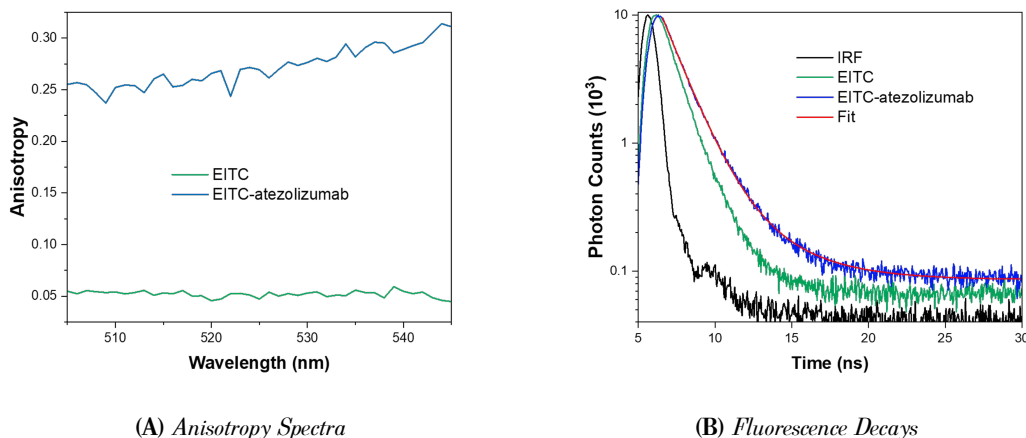 0.30
0.25
0.20
0.15
0.10
0.05
Anisotropy
EITC
EITC-atezolizumab
510
520
530
540
Wavelength (nm)
(A) Anisotropy Spectra
10
1
0.1
Photon Counts (10³)
IRF
EITC
EITC-atezolizumab
Fit
5
10
15
20
25
30
Time (ns)
(B) Fluorescence Decays